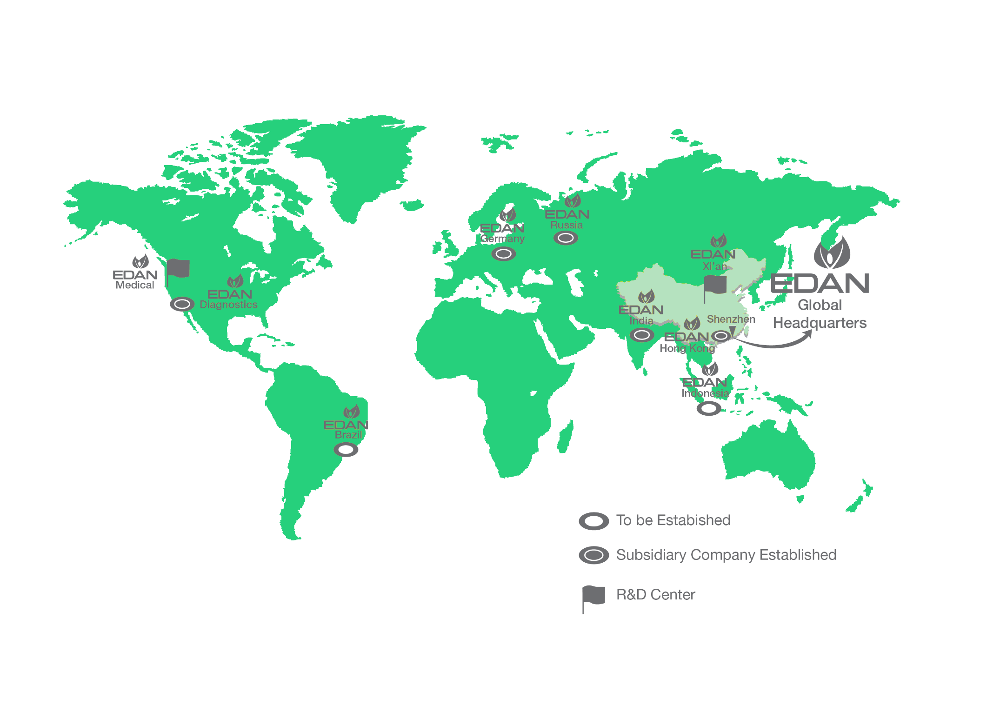 EDAN
Russia
EDAN
Germany
EDAN
Xi'an
EDAN
Medical
EDAN
Diagnostics
EDAN
Global
Headquarters
EDAN
India
Shenzhen
EDAN
Hong Kong
EDAN
Indonesia
EDAN
Brazil
To be Estabished
Subsidiary Company Established
R&D Center